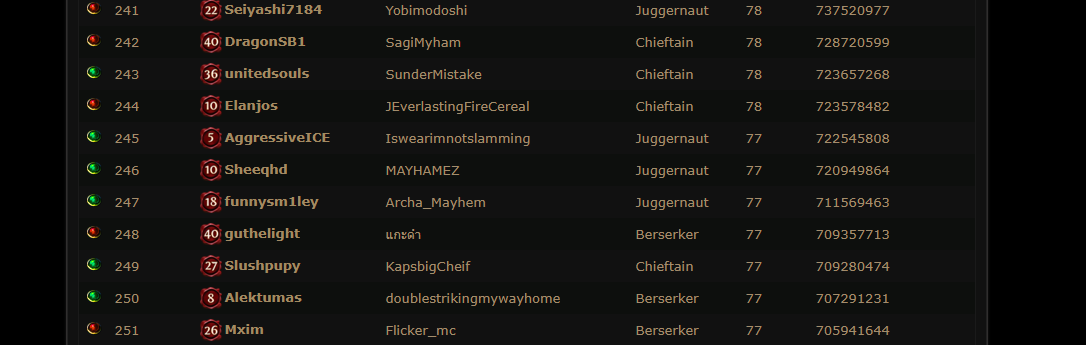 241 22 Seiyashi7184 Yobimodoshi Juggernaut 78 737520977
242 40 DragonSB1 SagiMyham Chieftain 78 728720599
243 36 unitedsouls SunderMistake Chieftain 78 723657268
244 10 Elanjos JEverlastingFireCereal Chieftain 78 723578482
245 5 AggressiveICE Iswearimnotslamming Juggernaut 77 722545808
246 10 Sheeqhd MAYHAMEZ Juggernaut 77 720949864
247 18 funnysm1ley Archa_Mayhem Juggernaut 77 711569463
248 40 guthelight แกะดำ Berserker 77 709357713
249 27 Slushpupy KapsbigCheif Chieftain 77 709280474
250 8 Alektumas doublestrikingmywayhome Berserker 77 707291231
251 26 Mxim Flicker_mc Berserker 77 705941644